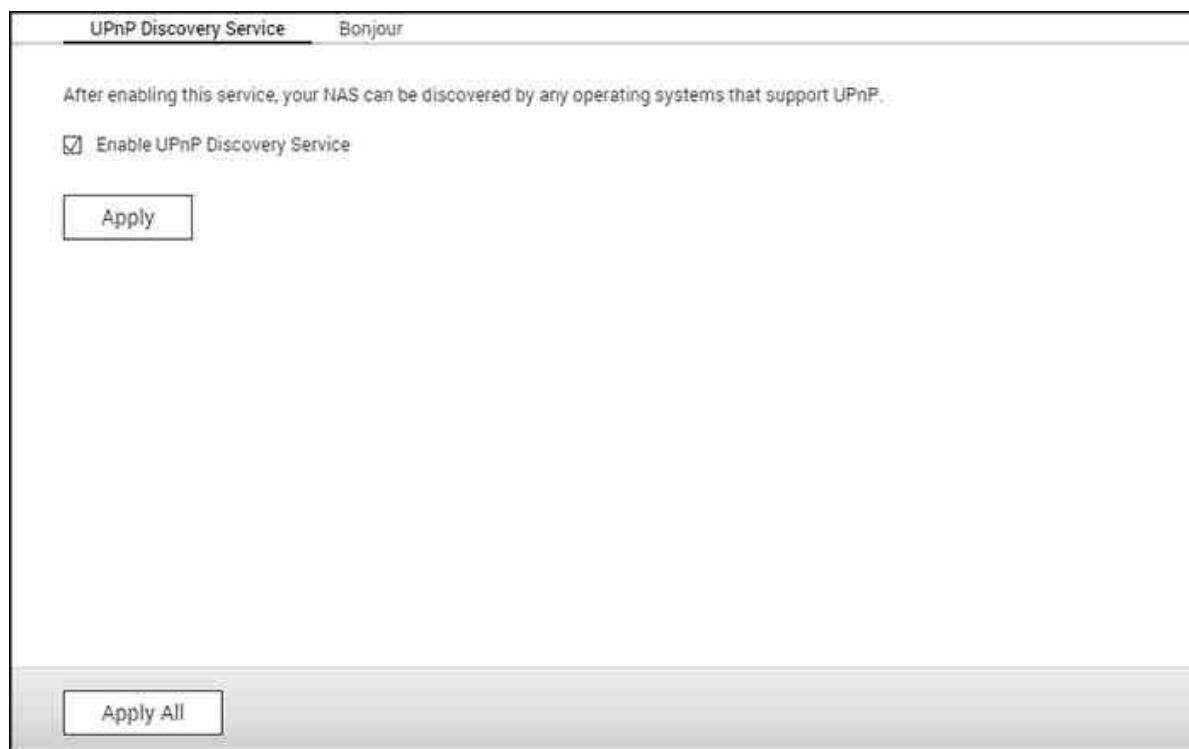 UPnP Discovery Service Bonjour
After enabling this service, your NAS can be discovered by any operating systems that support UPnP.
Enable UPnP Discovery Service
Apply
Apply All